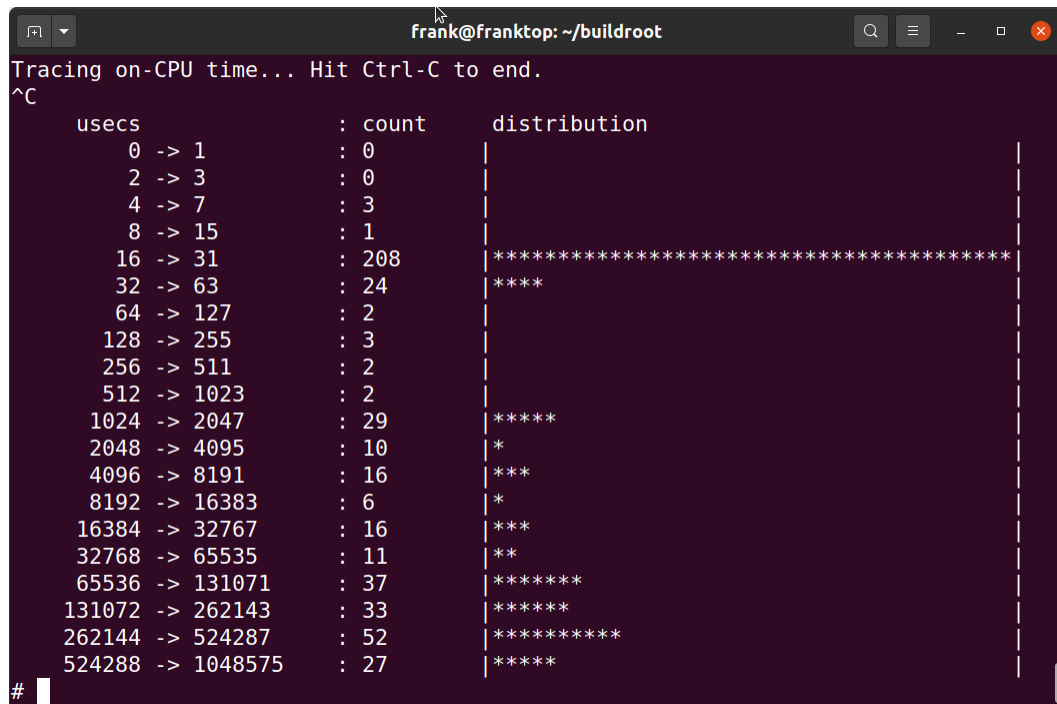 frank@franktop: ~/buildroot
Tracing on-CPU time... Hit Ctrl-C to end.
^C
     usecs               : count     distribution
         0 -> 1          : 0        |                                        |
         2 -> 3          : 0        |                                        |
         4 -> 7          : 3        |                                        |
         8 -> 15         : 1        |                                        |
        16 -> 31         : 208      |****************************************|
        32 -> 63         : 24       |****                                    |
        64 -> 127        : 2        |                                        |
       128 -> 255        : 3        |                                        |
       256 -> 511        : 2        |                                        |
       512 -> 1023       : 2        |                                        |
      1024 -> 2047       : 29       |*****                                   |
      2048 -> 4095       : 10       |*                                       |
      4096 -> 8191       : 16       |***                                     |
      8192 -> 16383      : 6        |*                                       |
     16384 -> 32767      : 16       |***                                     |
     32768 -> 65535      : 11       |**                                      |
     65536 -> 131071     : 37       |*******                                 |
    131072 -> 262143     : 33       |******                                  |
    262144 -> 524287     : 52       |**********                              |
    524288 -> 1048575    : 27       |*****                                   |
#